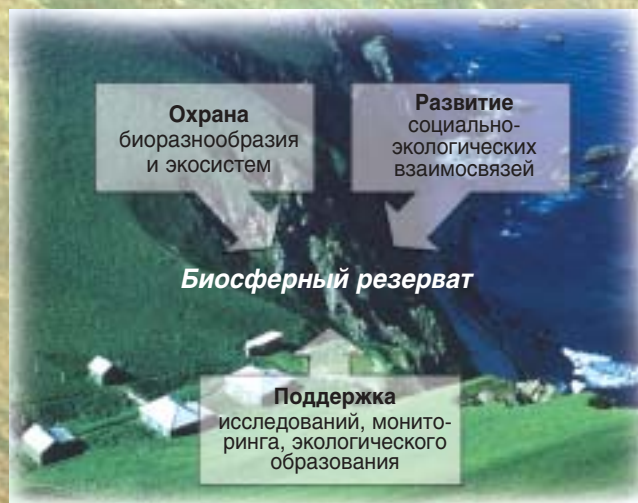 Охрана
биоразнообразия
и экосистем
Развитие
социально-
экологических
взаимосвязей
Биосферный резерват
Поддержка
исследований, монито-
ринга, экологического
образования